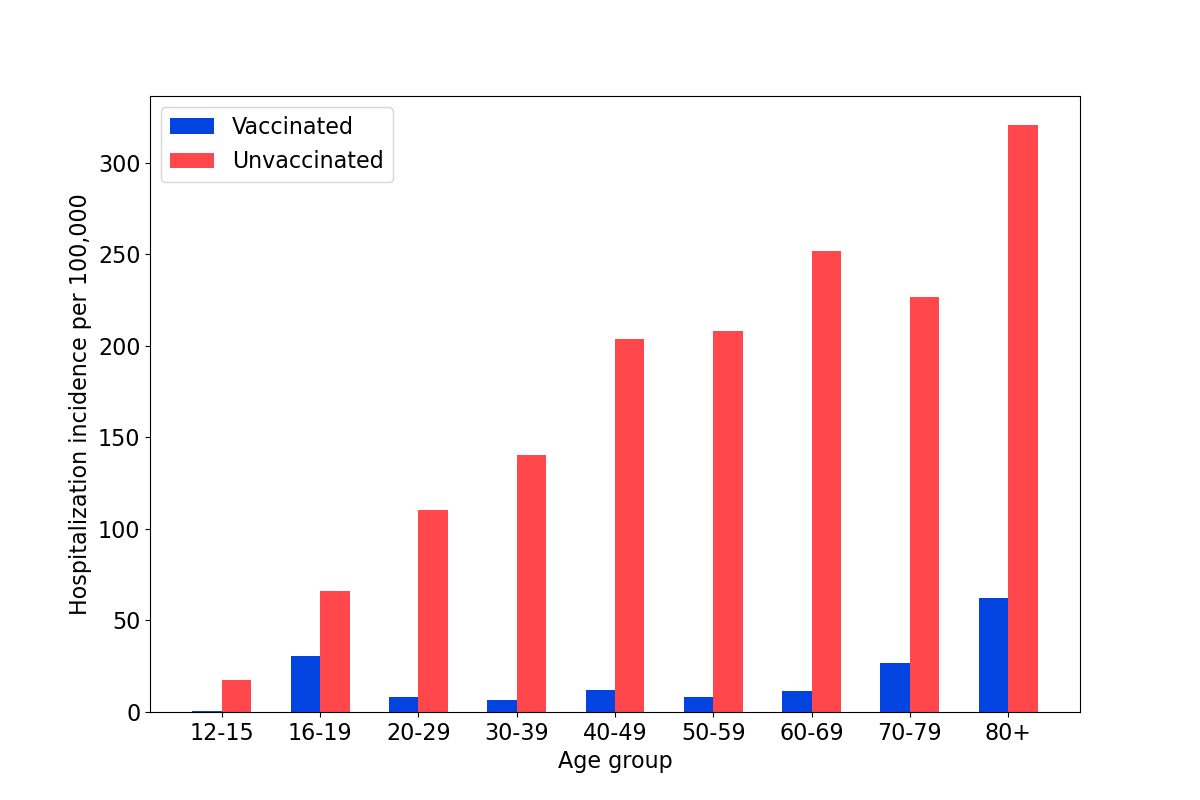 Vaccinated
Unvaccinated
Hospitalization incidence per 100,000
300
250
200
150
100
50
0
12-15 16-19 20-29 30-39 40-49 50-59 60-69 70-79 80+
Age group